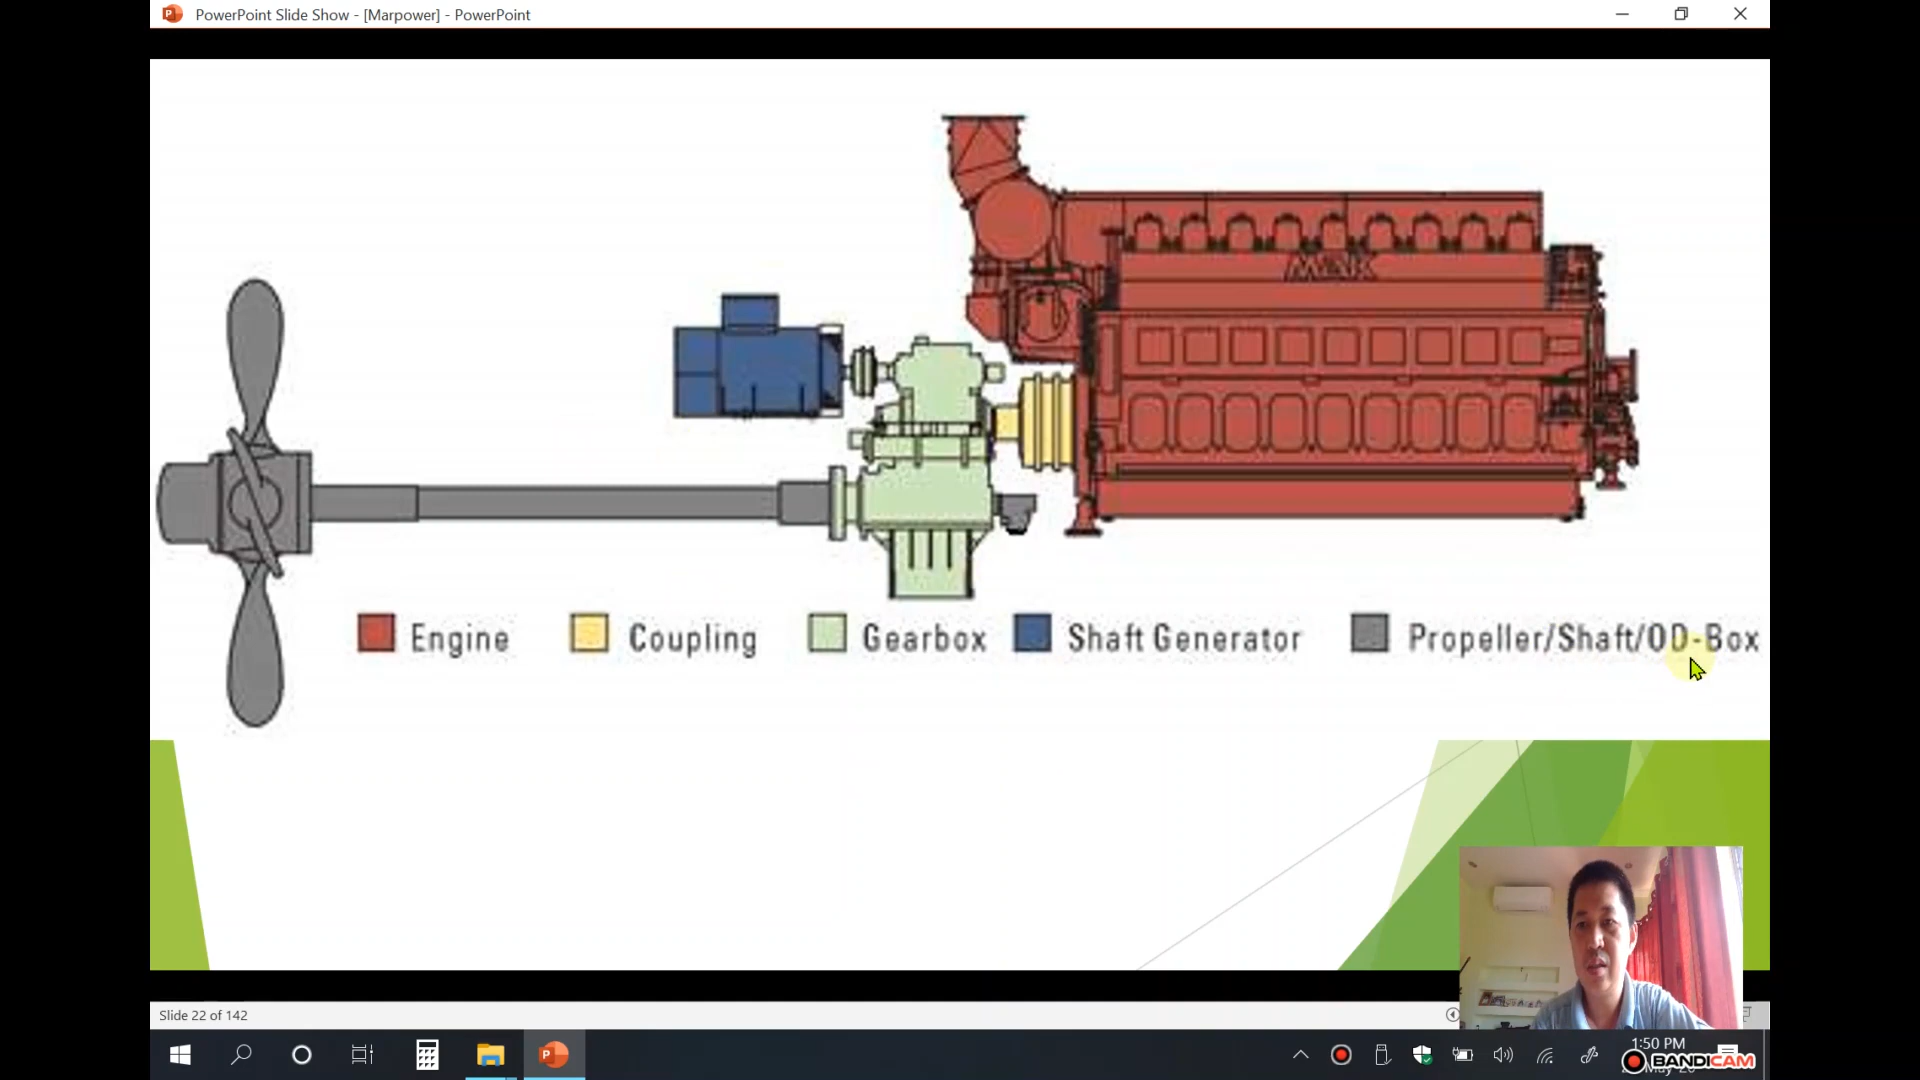 PowerPoint Slide Show - [Marpower] - PowerPoint
MaK
Engine
Coupling
Gearbox
Shaft Generator
Propeller/Shaft/OD-Box
Slide 22 of 142
1:50 PM
BANDICAM